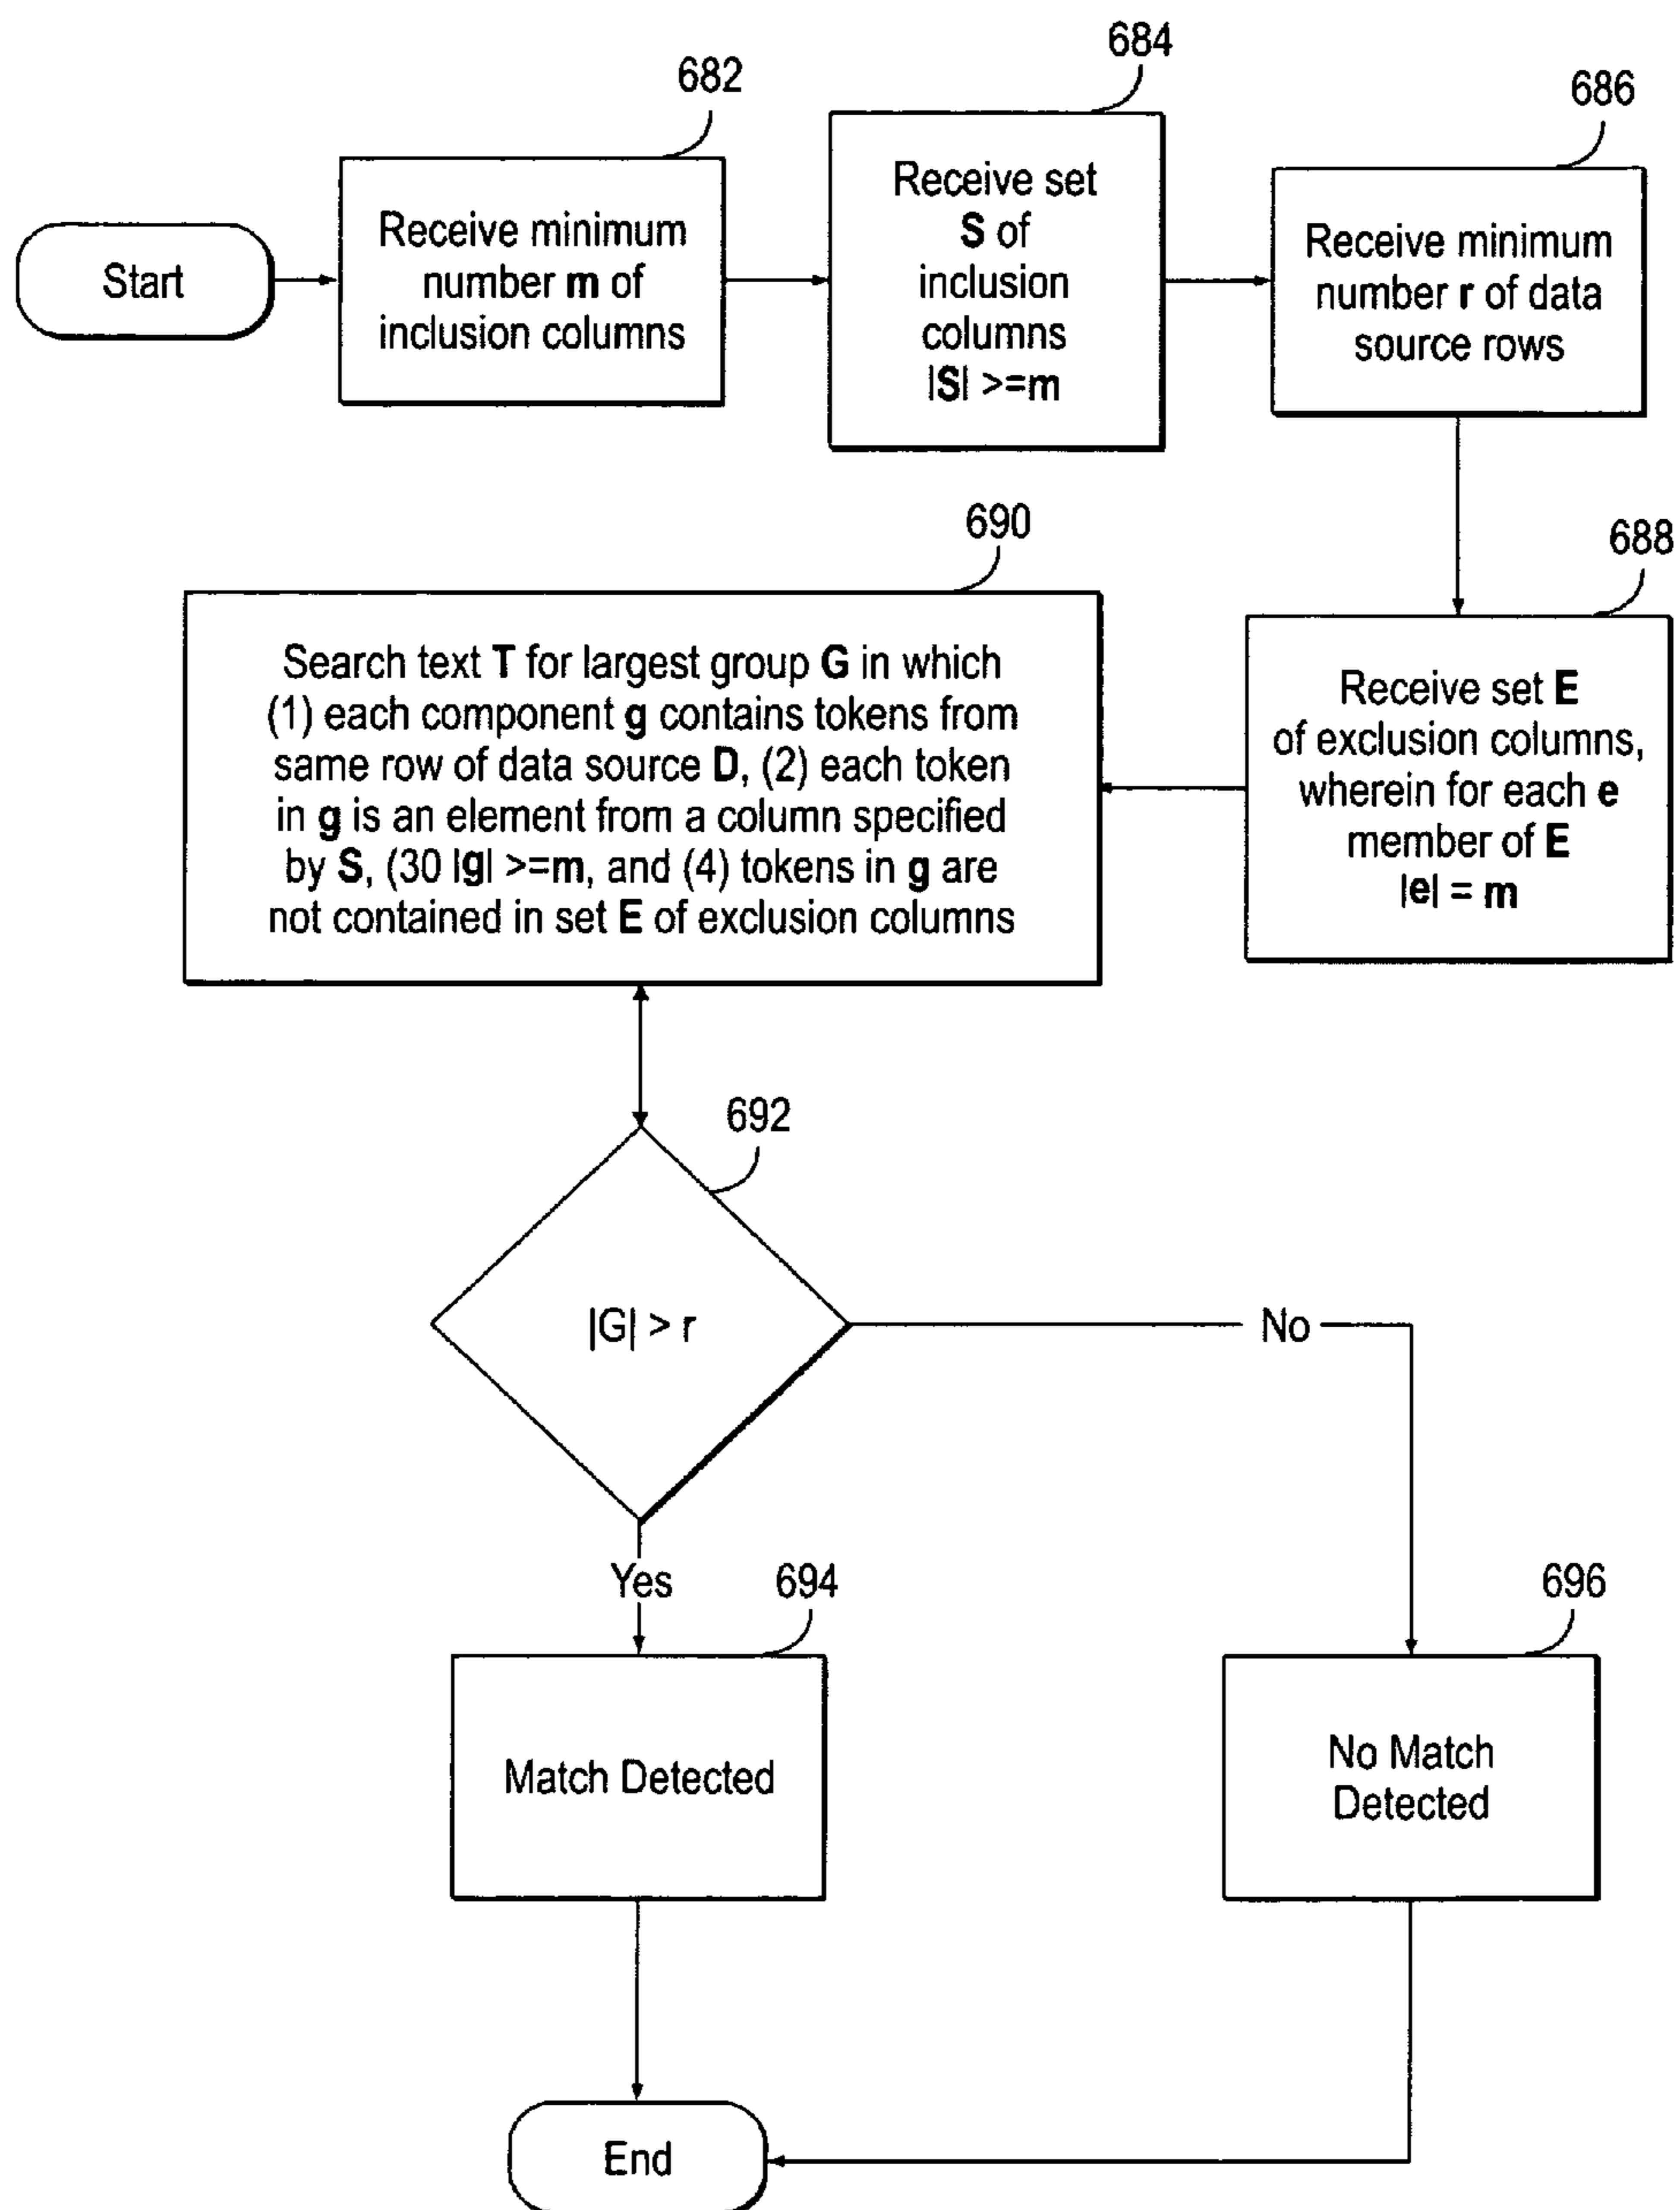 682
684
686
Start
Receive minimum
number m of
inclusion columns
Receive set
S of
inclusion
columns
|S| >=m
Receive minimum
number r of data
source rows
690
688
Search text T for largest group G in which
(1) each component g contains tokens from
same row of data source D, (2) each token
in g is an element from a column specified
by S, (30 |g| >=m, and (4) tokens in g are
not contained in set E of exclusion columns
Receive set E
of exclusion columns,
wherein for each e
member of E
|e| = m
692
|G| > r
No
Yes
694
696
Match Detected
No Match
Detected
End